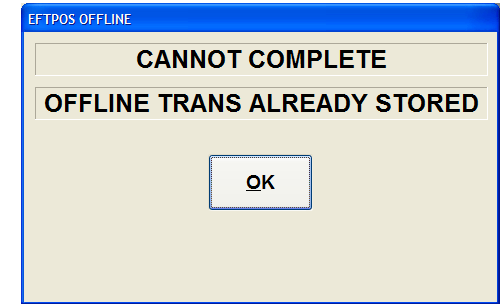 EFTPOS OFFLINE
CANNOT COMPLETE
OFFLINE TRANS ALREADY STORED
OK